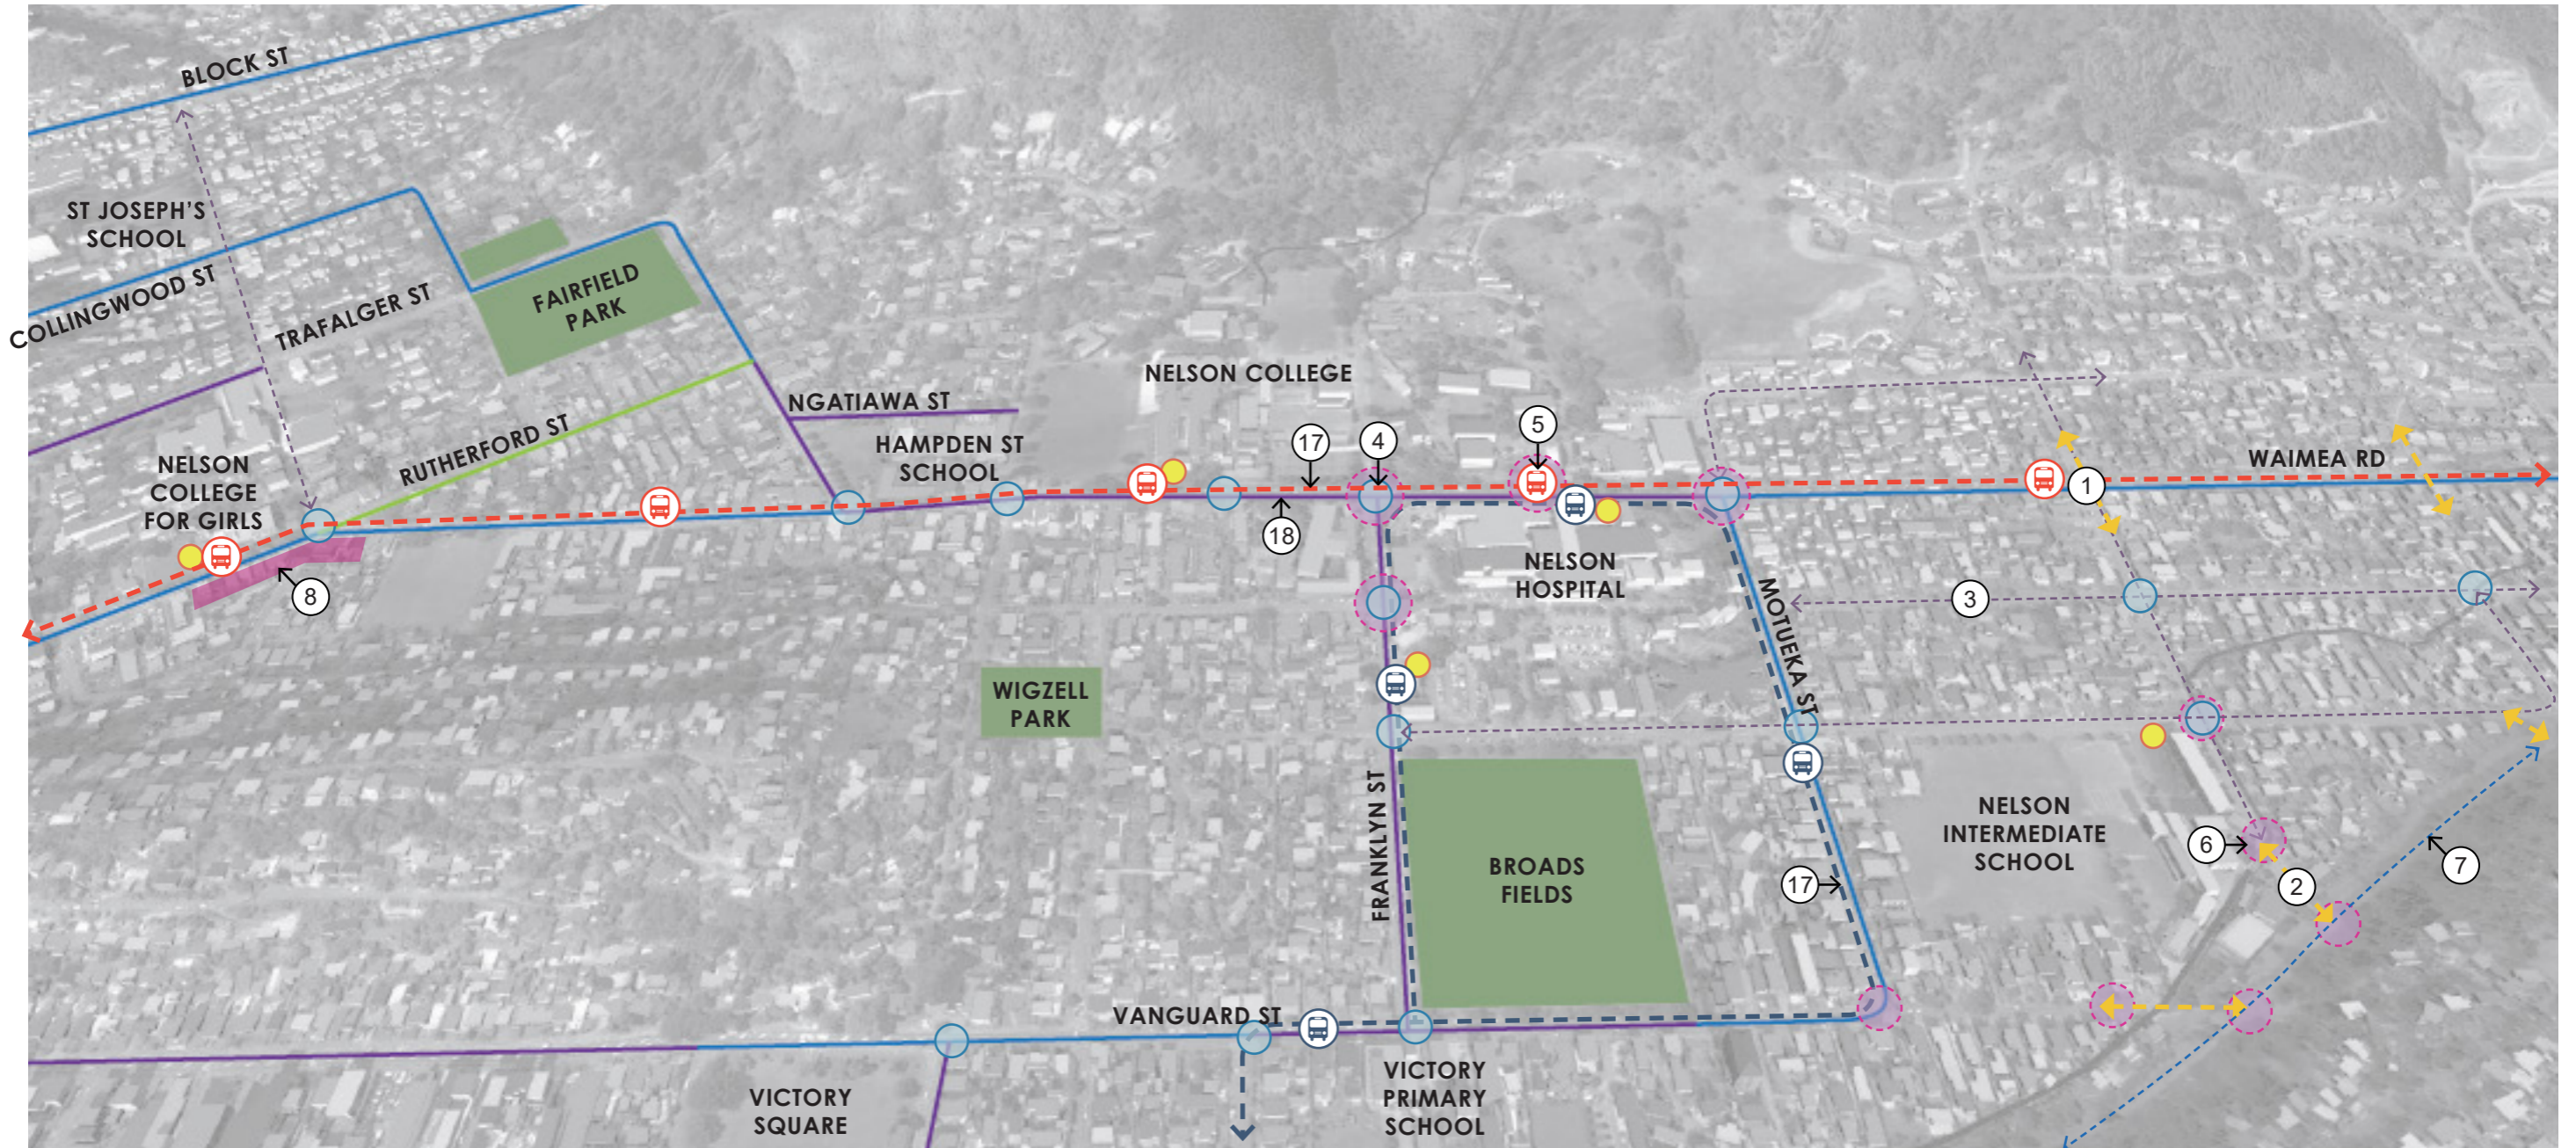 BLOCK ST
ST JOSEPH'S
SCHOOL
COLLINGWOOD ST
TRAFALGER ST
FAIRFIELD
PARK
NELSON COLLEGE
NGATIAWA ST
RUTHERFORD ST
HAMPDEN ST
SCHOOL
NELSON
COLLEGE
FOR GIRLS
17
4
5
18
1
WAIMEA RD
8
NELSON
HOSPITAL
MOTUEKA ST
3
WIGZELL
PARK
FRANKLYN ST
BROADS
FIELDS
17
NELSON
INTERMEDIATE
SCHOOL
6
2
7
VANGUARD ST
VICTORY
SQUARE
VICTORY
PRIMARY
SCHOOL